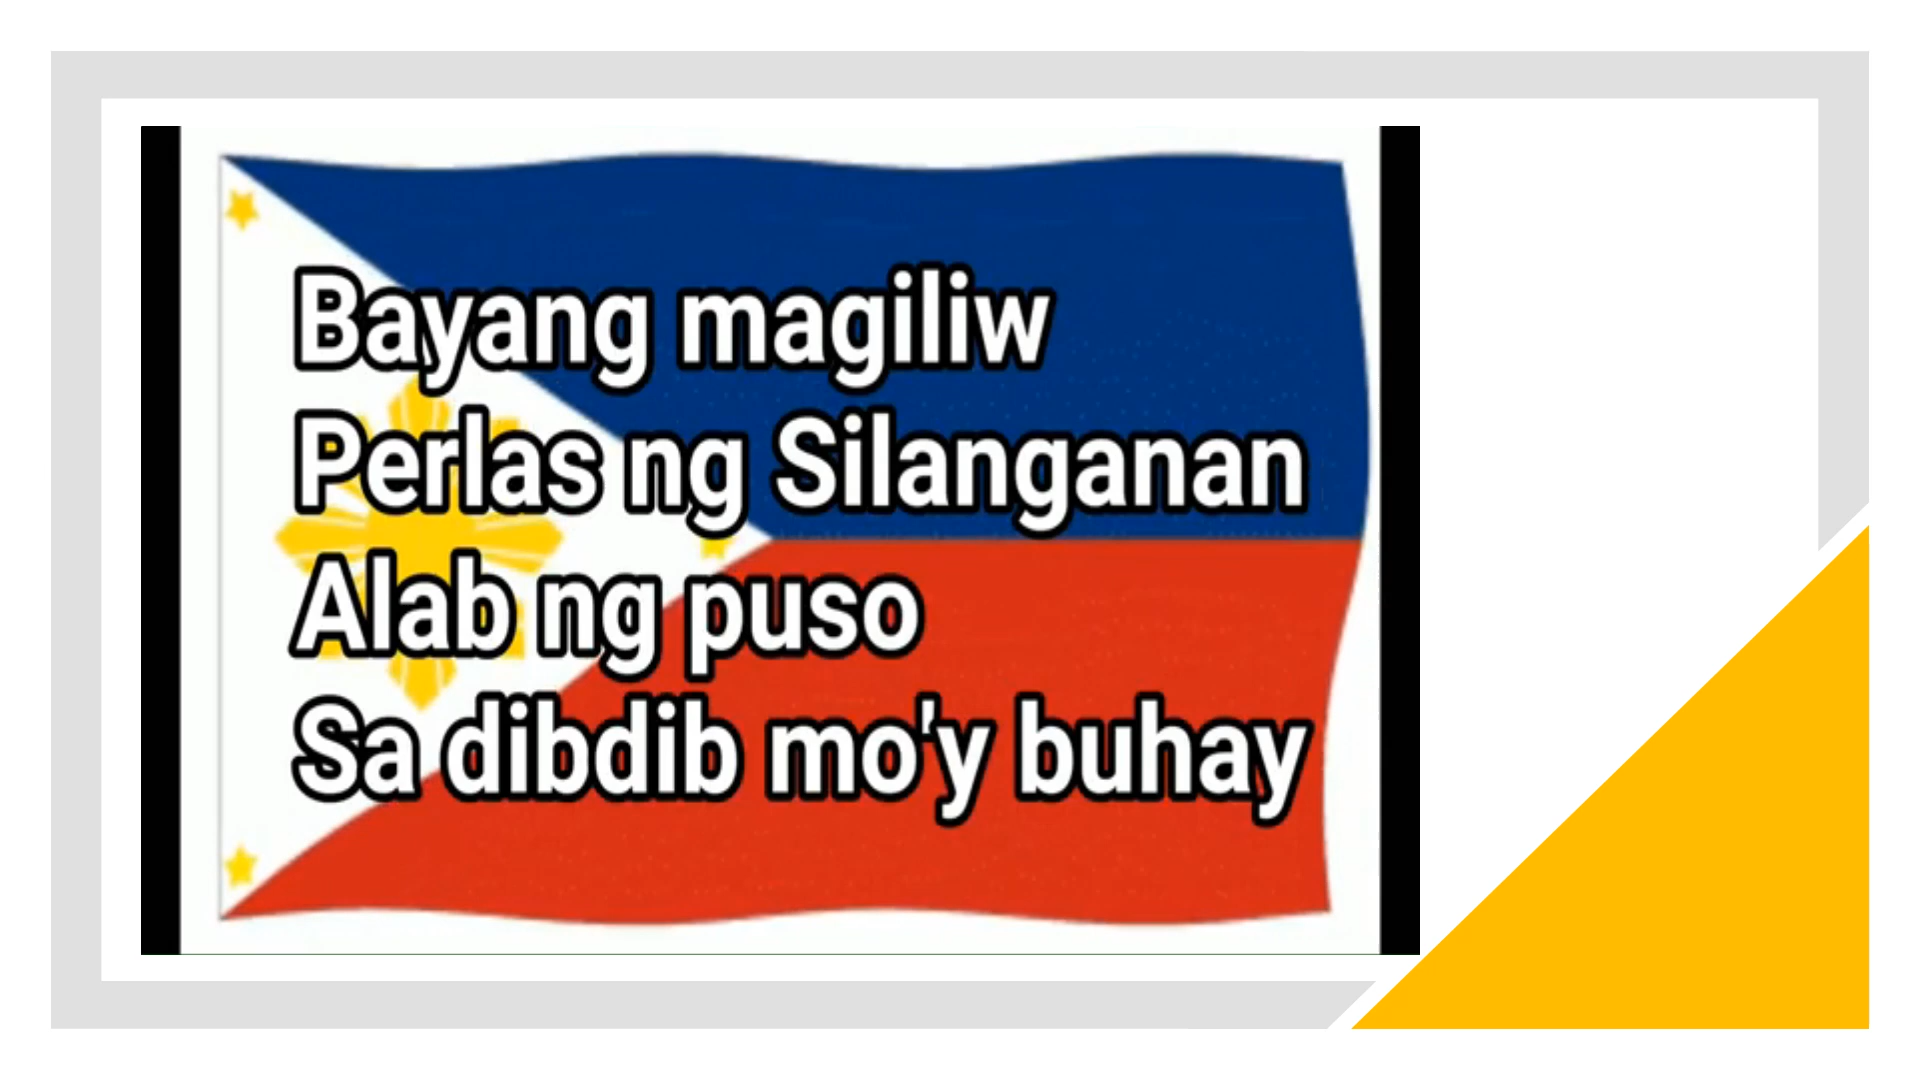 Bayang magiliw
Perlas ng Silanganan
Alab ng puso
Sa dibdib mo'y buhay